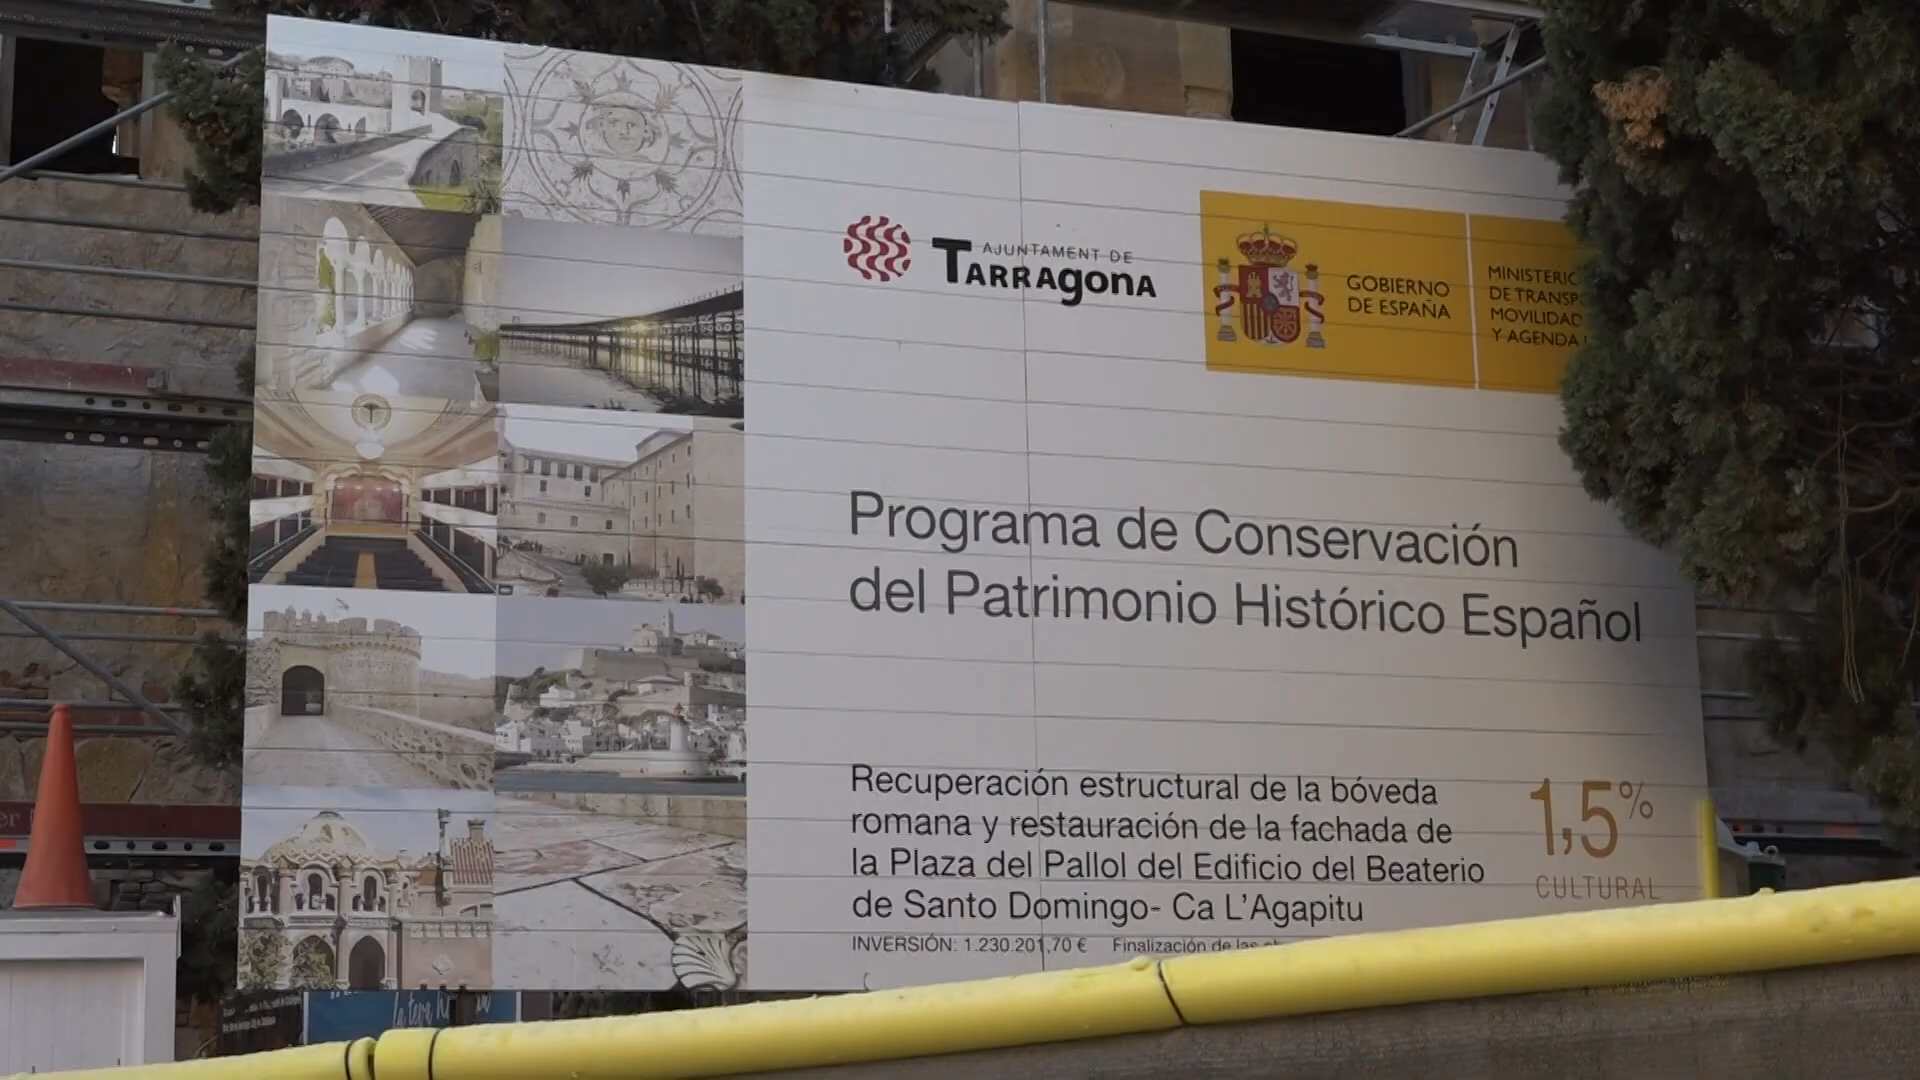 AJUNTAMENT DE
TARRAGONA
GOBIERNO
DE ESPAÑA
MINISTERIO
DE TRANSP
MOVILIDAD
Y AGENDA
Programa de Conservación
del Patrimonio Histórico Español
Recuperación estructural de la bóveda
romana y restauración de la fachada de
la Plaza del Pallol del Edificio del Beaterio
de Santo Domingo- Ca L'Agapitu
1,5%
CULTURAL
INVERSIÓN: 1.230.201,70 € Finalización de las